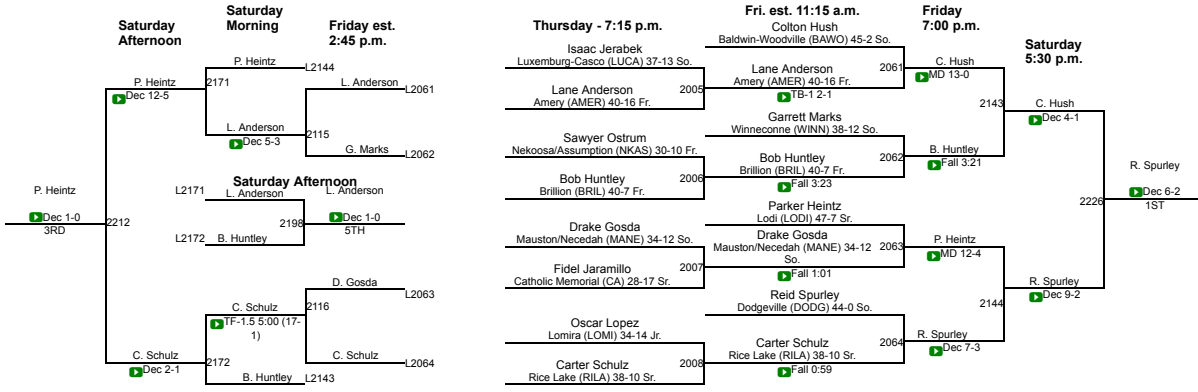 Saturday
Afternoon
Saturday
Morning
Friday est.
2:45 p.m.
P. Heintz
L2144
P. Heintz
2171
Dec 12-5
L. Anderson
L2061
L. Anderson
2115
Dec 5-3
G. Marks
L2062
Saturday Afternoon
P. Heintz
L2171
L. Anderson
L. Anderson
Dec 1-0
2212
2198
Dec 1-0
3RD
5TH
L2172
B. Huntley
D. Gosda
L2063
C. Schulz
2116
TF-1.5 5:00 (17-
1)
C. Schulz
2172
C. Schulz
L2064
Dec 2-1
B. Huntley
L2143
Thursday - 7:15 p.m.
Fri. est. 11:15 a.m.
Friday
7:00 p.m.
Saturday
5:30 p.m.
Isaac Jerabek
Luxemburg-Casco (LUCA) 37-13 So.
2005
Lane Anderson
Amery (AMER) 40-16 Fr.
Sawyer Ostrum
Nekoosa/Assumption (NKAS) 30-10 Fr.
2006
Bob Huntley
Brillion (BRIL) 40-7 Fr.
Drake Gosda
Mauston/Necedah (MANE) 34-12 So.
2007
Fidel Jaramillo
Catholic Memorial (CA) 28-17 Sr.
Oscar Lopez
Lomira (LOMI) 34-14 Jr.
2008
Carter Schulz
Rice Lake (RILA) 38-10 Sr.
Colton Hush
Baldwin-Woodville (BAWO) 45-2 So.
2061
Lane Anderson
Amery (AMER) 40-16 Fr.
TB-1 2-1
Garrett Marks
Winneconne (WINN) 38-12 So.
2062
Bob Huntley
Brillion (BRIL) 40-7 Fr.
Fall 3:23
Parker Heintz
Lodi (LODI) 47-7 Sr.
Drake Gosda
2063
Mauston/Necedah (MANE) 34-12
So.
Fall 1:01
Reid Spurley
Dodgeville (DODG) 44-0 So.
2064
Carter Schulz
Rice Lake (RILA) 38-10 Sr.
Fall 0:59
C. Hush
MD 13-0
2143
B. Huntley
Fall 3:21
P. Heintz
MD 12-4
2144
R. Spurley
Dec 7-3
C. Hush
Dec 4-1
2226
R. Spurley
Dec 9-2
R. Spurley
Dec 6-2
1ST